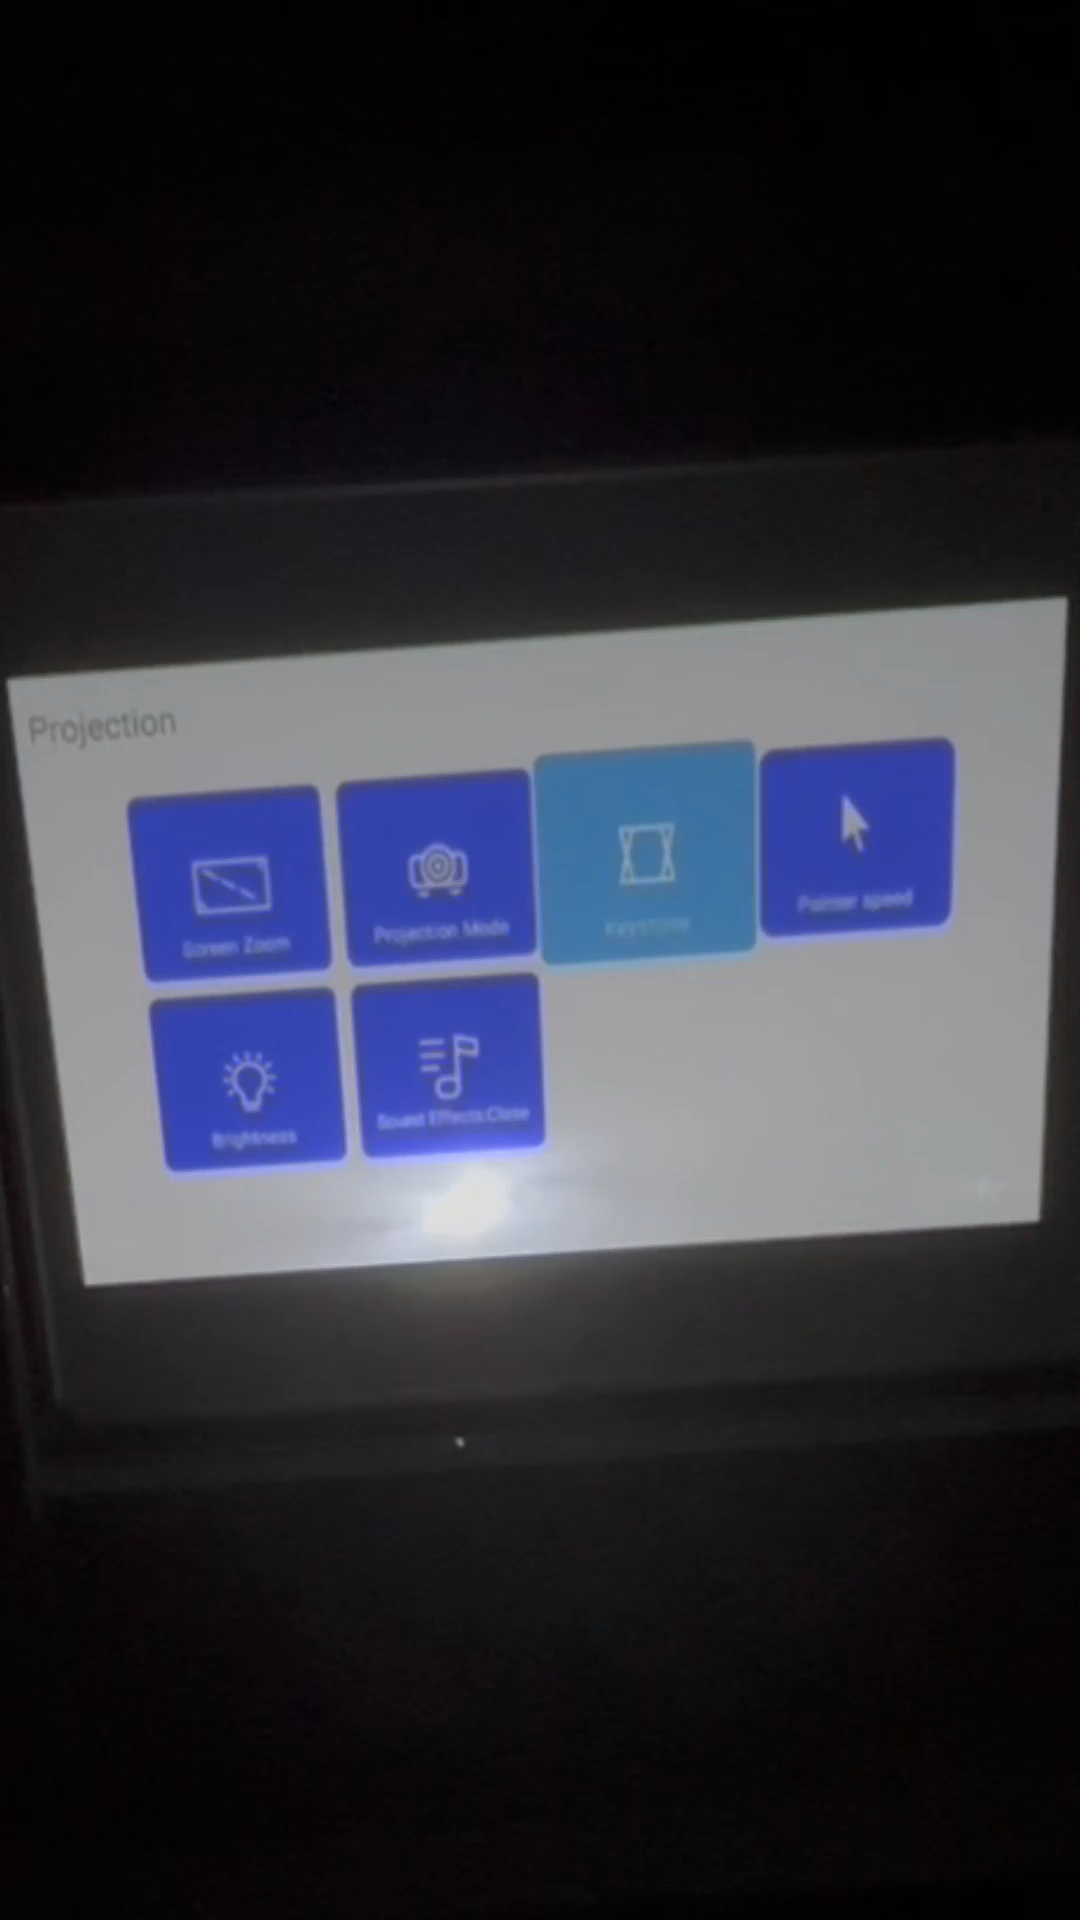 Projection
Screen Zoom
Projection Mode
Keystone
Pointer speed
Brightness
Sound Effects:Close